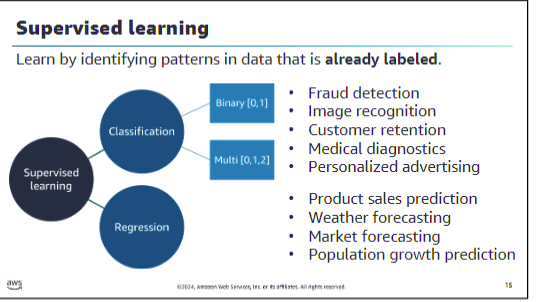 Supervised learning
Learn by identifying patterns in data that is already labeled.
Supervised
learning
Classification
Regression
Binary [0,1]
Multi [0,1,2]
• Fraud detection
• Image recognition
• Customer retention
• Medical diagnostics
• Personalized advertising
• Product sales prediction
• Weather forecasting
• Market forecasting
• Population growth prediction
aws
©2024, Amazon Web Services, Inc. or its affiliates. All rights reserved.
15